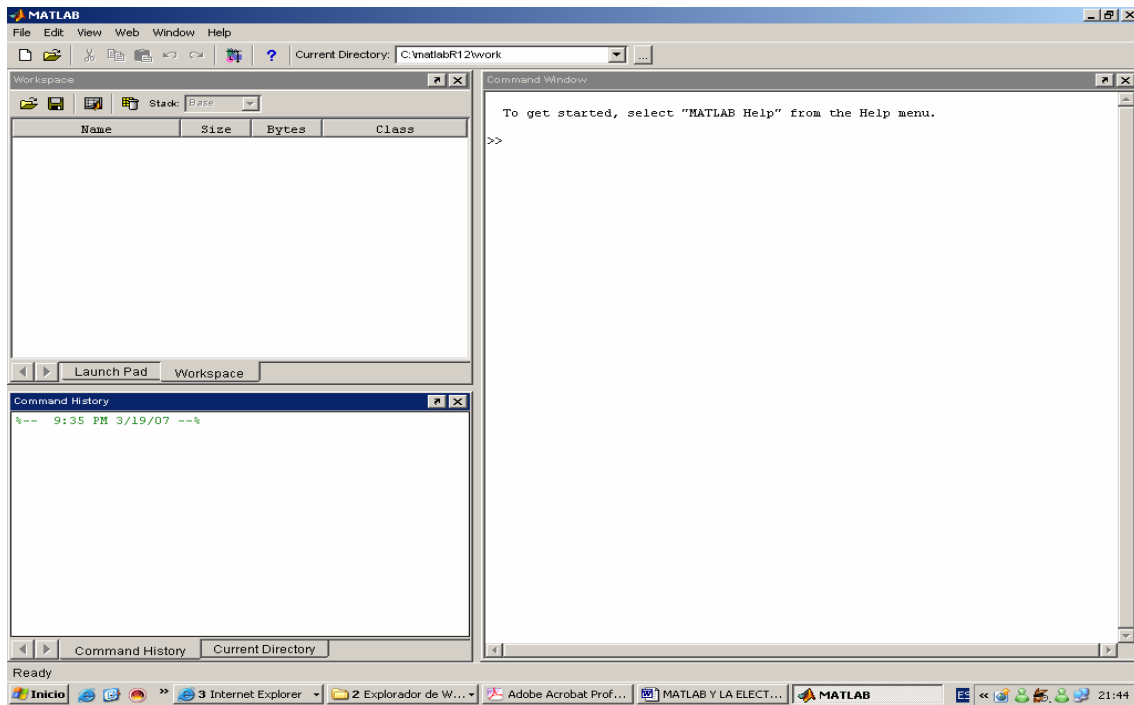 MATLAB
File Edit View Web Window Help
? Current Directory: C:\matlabR12\work ...
Workspace
Stack: Base
Name Size Bytes Class
Launch Pad Workspace
Command History
%-- 9:35 PM 3/19/07 --%
Command History Current Directory
Command Window
To get started, select "MATLAB Help" from the Help menu.
>>
Ready
Inicio » 3 Internet Explorer 2 Explorador de W... Adobe Acrobat Prof... MATLAB Y LA ELECT... MATLAB ES « 21:44